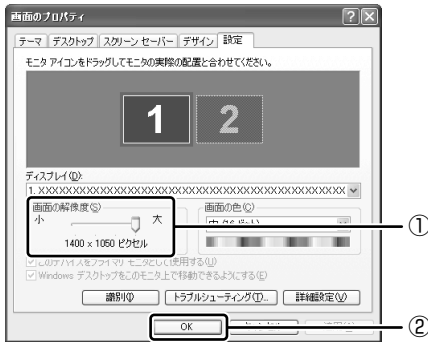 画面のプロパティ
テーマ デスクトップ スクリーン セーバー デザイン 設定
モニタ アイコンをドラッグしてモニタの実際の配置と合わせてください。
1 2
ディスプレイ(D):
1. XXXXXXXXXXXXXXXXXXXXXXXXXXXXXXXXXXXXXXXXXX
画面の解像度(S) 画面の色(C)
小 大
1400 x 1050 ピクセル
①
このデバイスをプライマリ モニタとして使用する(U)
Windows デスクトップをこのモニタ上で移動できるようにする(E)
識別(I) トラブルシューティング(T)... 詳細設定(V)
OK
②